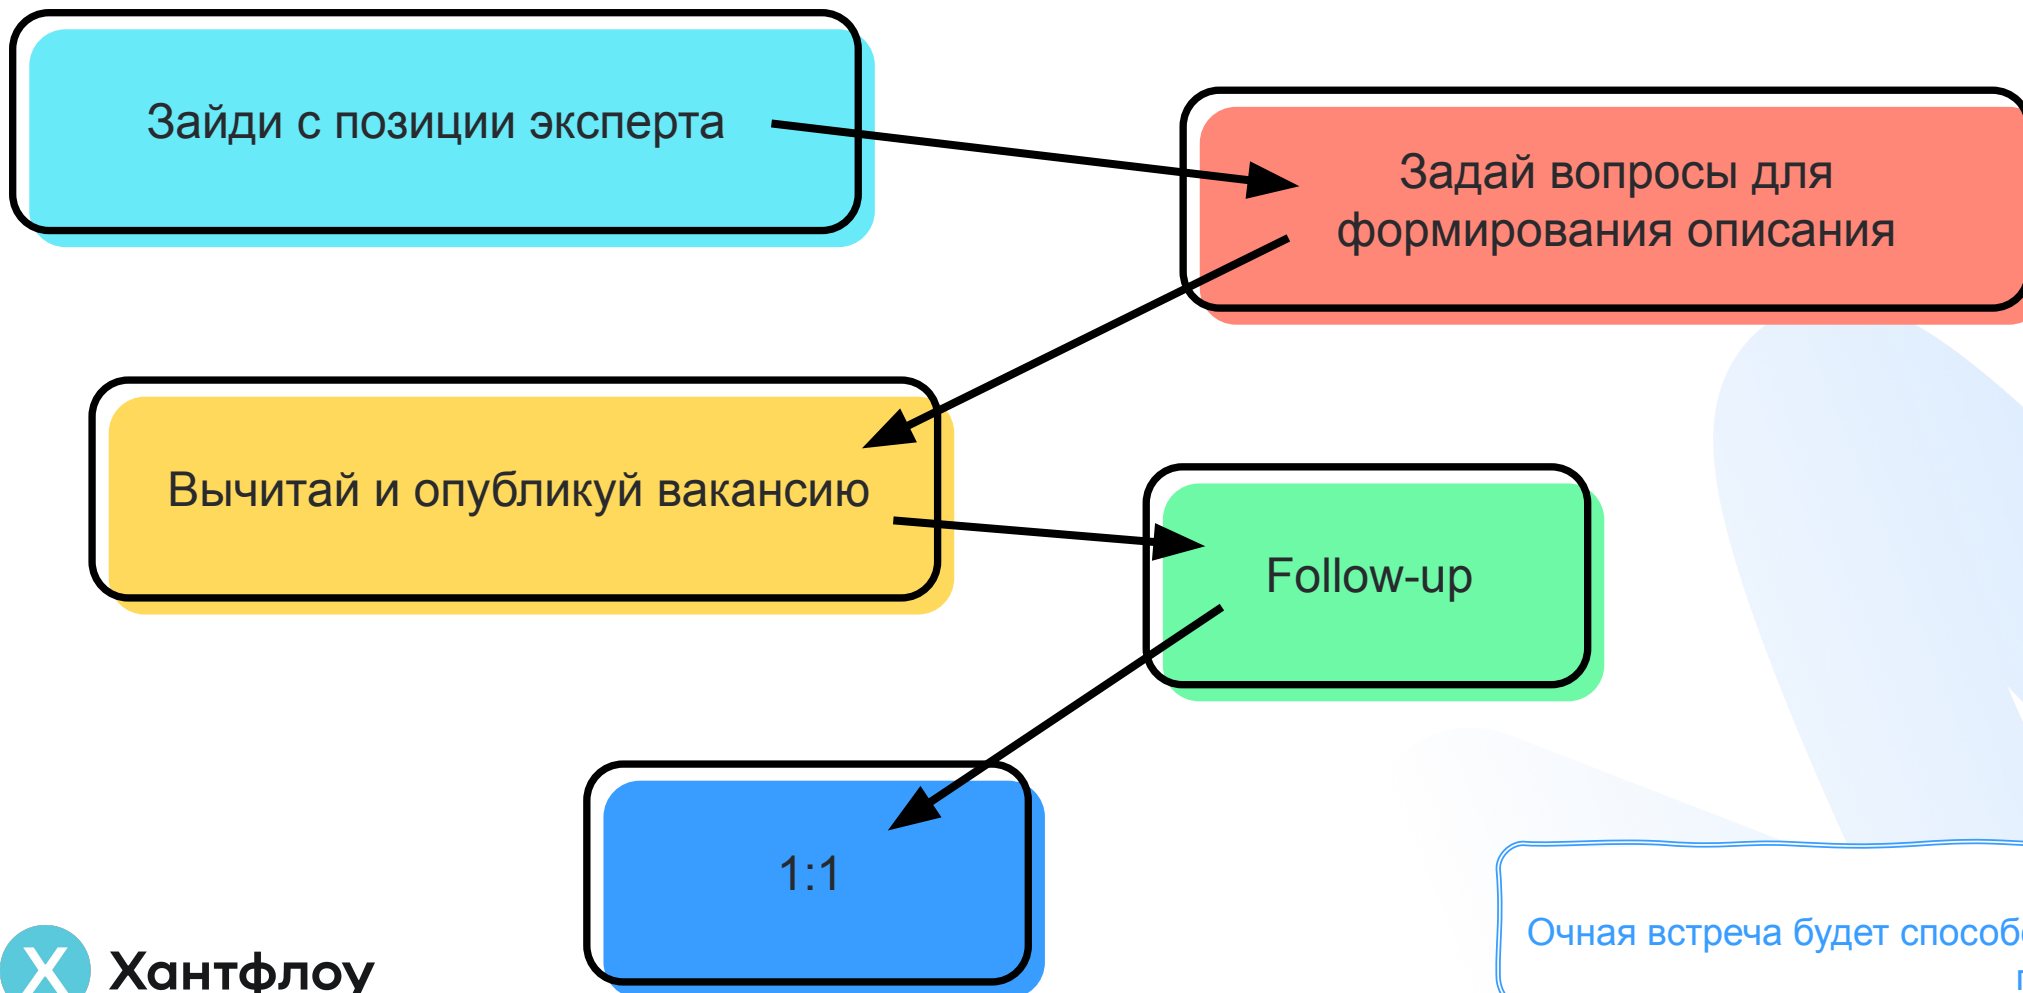 Зайди с позиции эксперта
Задай вопросы для
формирования описания
Вычитай и опубликуй вакансию
Follow-up
1:1
Очная встреча будет
X Хантфлоу